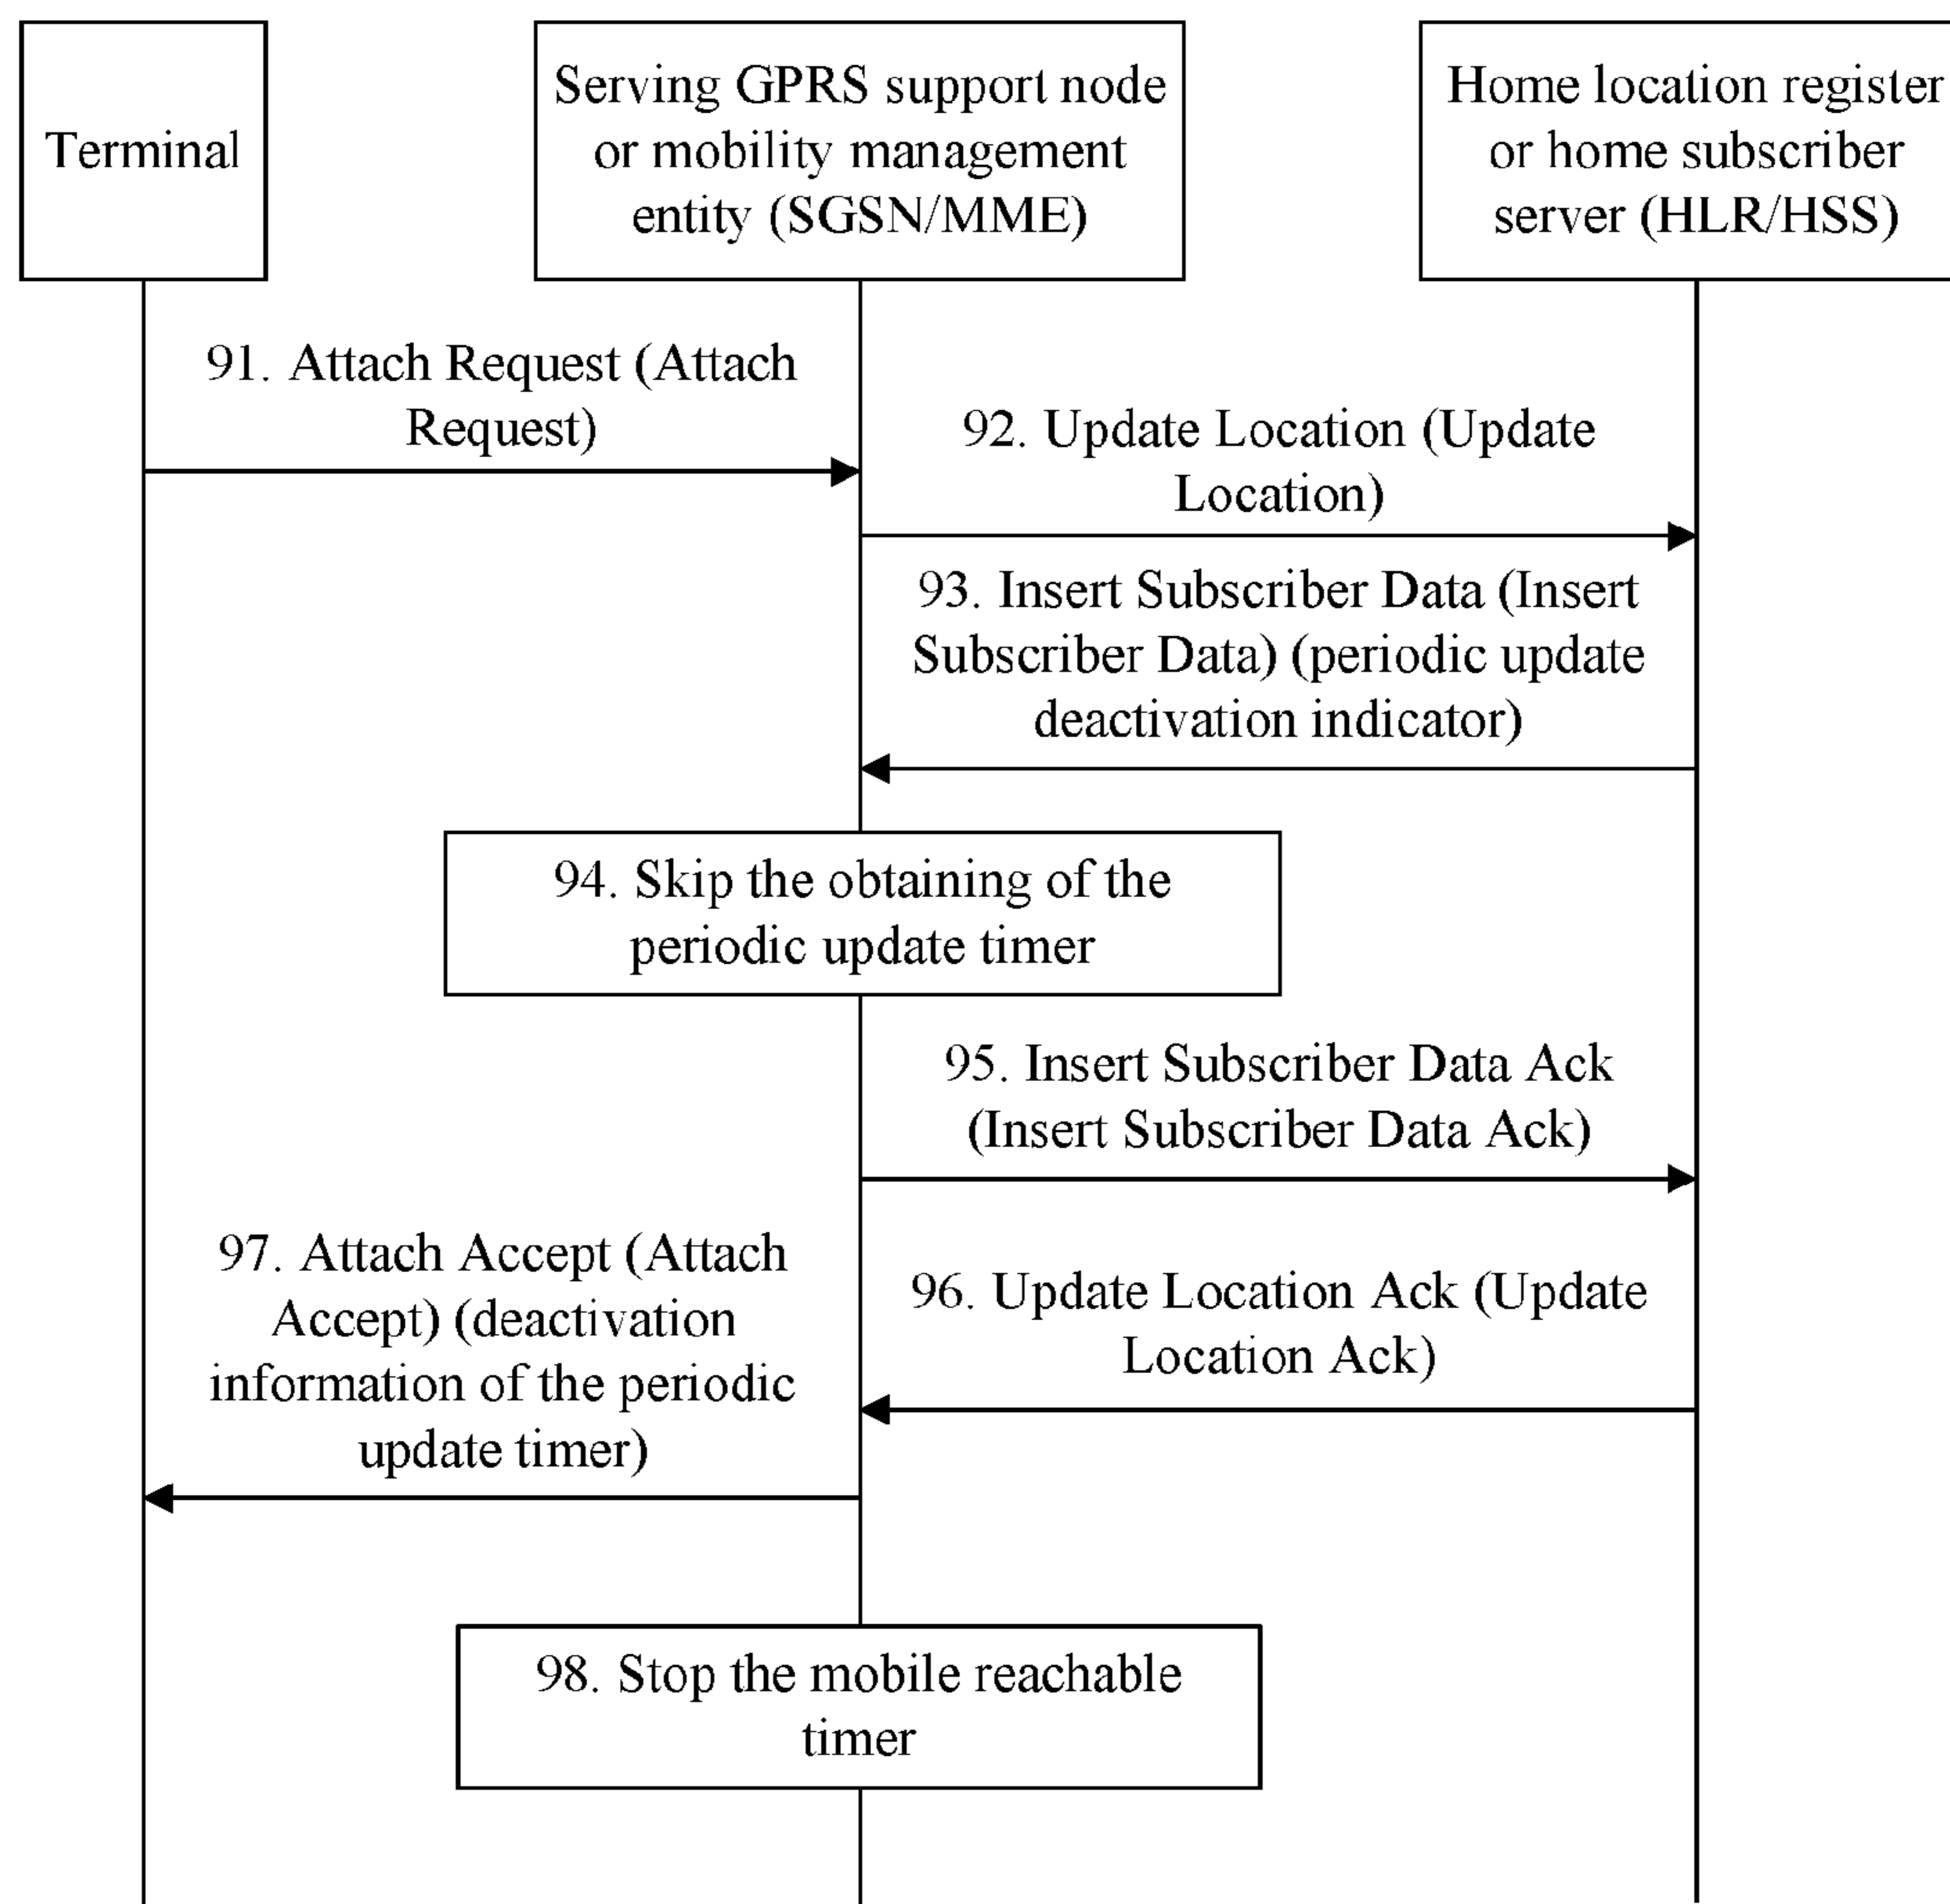 Terminal
Serving GPRS support node
or mobility management
entity (SGSN/MME)
Home location register
or home subscriber
server (HLR/HSS)
91. Attach Request (Attach
Request)
92. Update Location (Update
Location)
93. Insert Subscriber Data (Insert
Subscriber Data) (periodic update
deactivation indicator)
94. Skip the obtaining of the
periodic update timer
95. Insert Subscriber Data Ack
(Insert Subscriber Data Ack)
96. Update Location Ack (Update
Location Ack)
97. Attach Accept (Attach
Accept) (deactivation
information of the periodic
update timer)
98. Stop the mobile reachable
timer